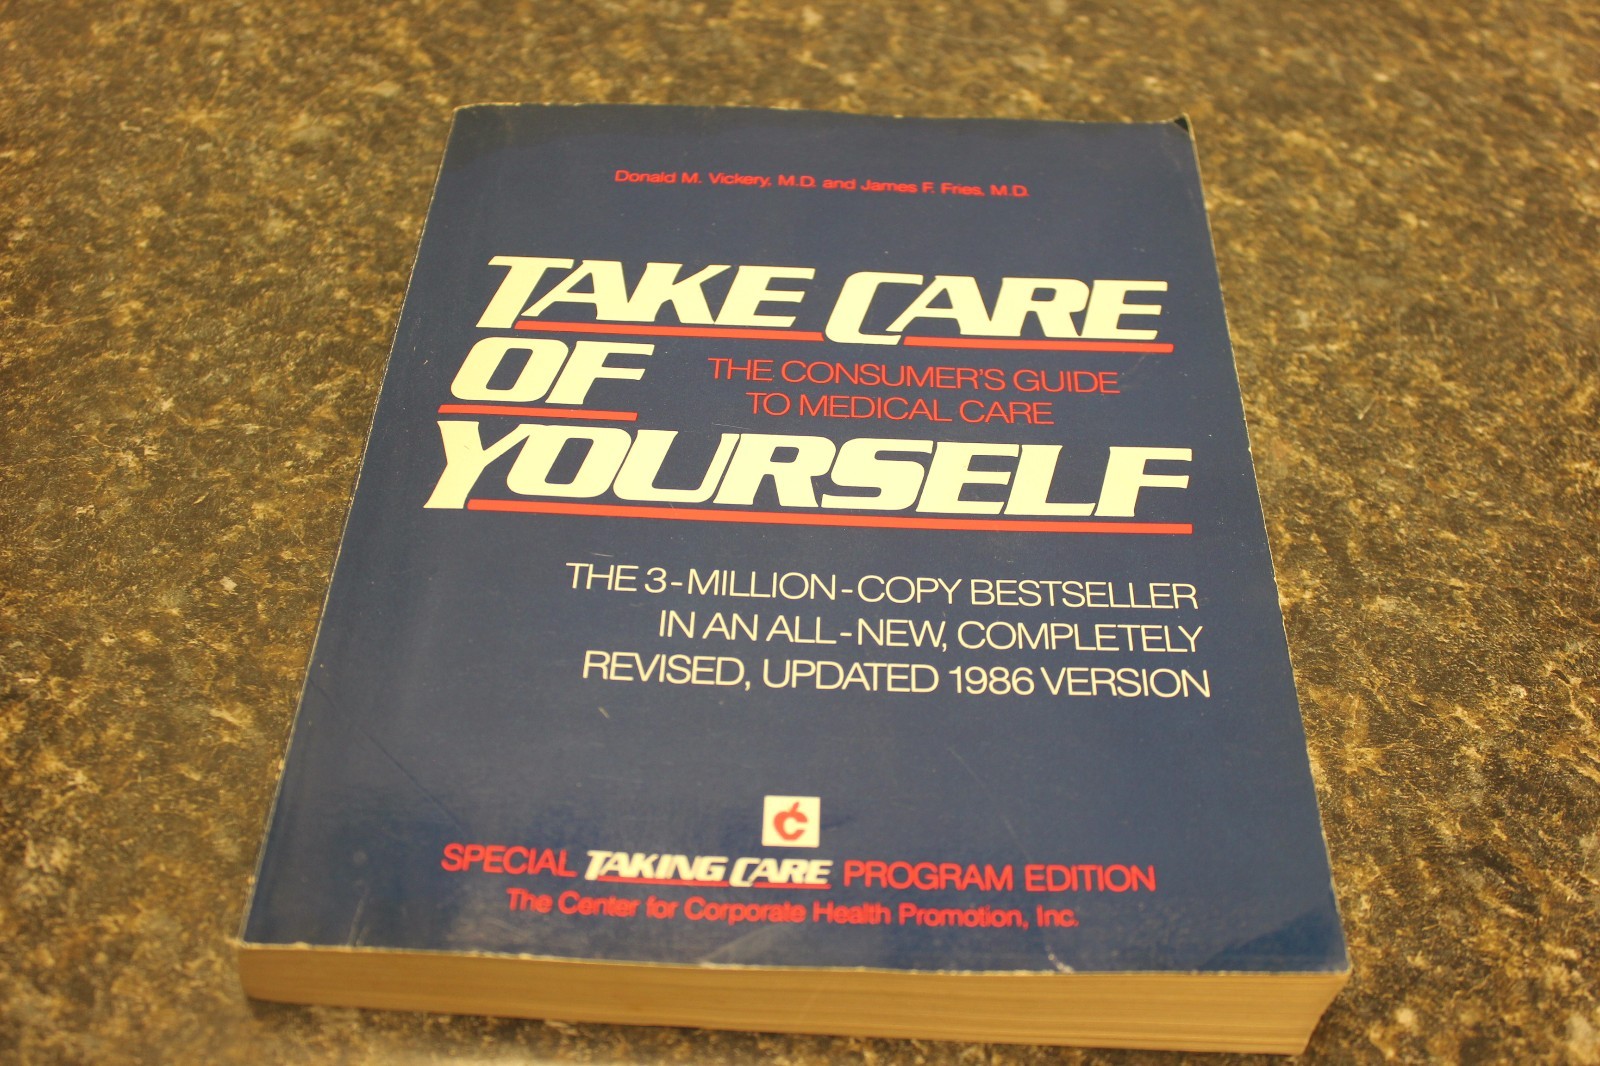 Donald M. Vickery, M.D. and James F. Fries, M.D.
TAKE CARE
OF
THE CONSUMER'S GUIDE
TO MEDICAL CARE
YOURSELF
THE 3-MILLION-COPY BESTSELLER
IN AN ALL-NEW, COMPLETELY
REVISED, UPDATED 1986 VERSION
SPECIAL TAKING CARE PROGRAM EDITION
The Center for Corporate Health Promotion, Inc.